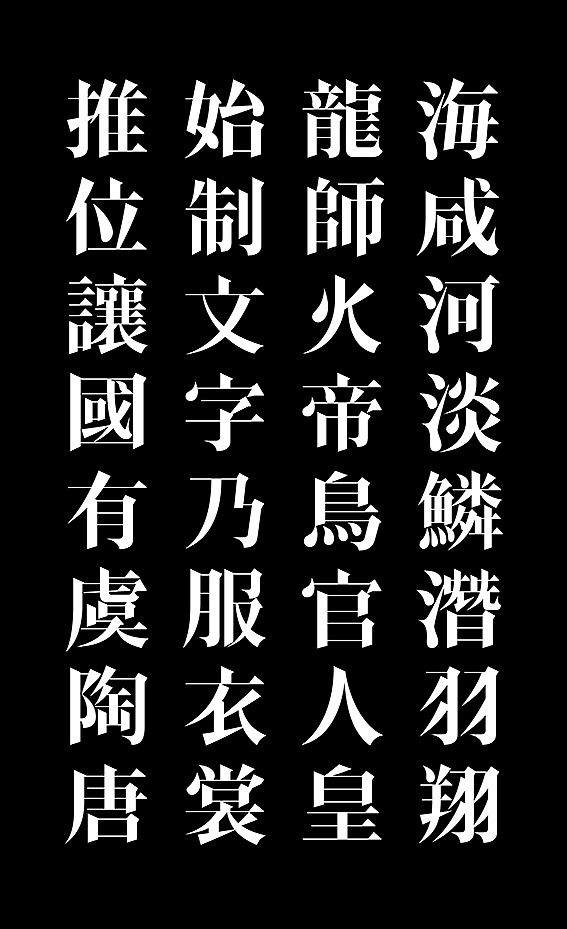 海咸河淡鱗潛羽翔
龍師火帝鳥官人皇
始制文字乃服衣裳
推位讓國有虞陶唐